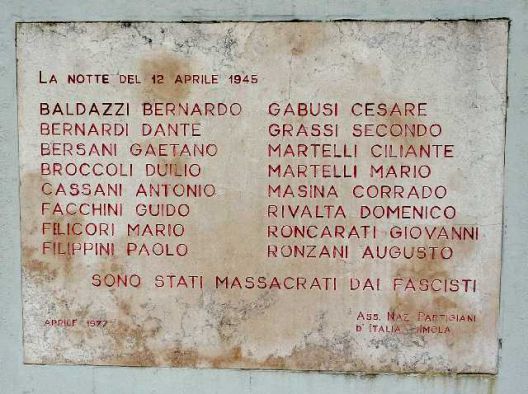 LA NOTTE DEL 12 APRILE 1945
BALDAZZI BERNARDO
BERNARDI DANTE
BERSANI GAETANO
BROCCOLI DUILIO
CASSANI ANTONIO
FACCHINI GUIDO
FILICORI MARIO
FILIPPINI PAOLO
GABUSI CESARE
GRASSI SECONDO
MARTELLI CILIANTE
MARTELLI MARIO
MASINA CORRADO
RIVALTA DOMENICO
RONCARATI GIOVANNI
RONZANI AUGUSTO
SONO STATI MASSACRATI DAI FASCISTI
APRILE 1977
ASS. NAZ. PARTIGIANI
D'ITALIA IMOLA